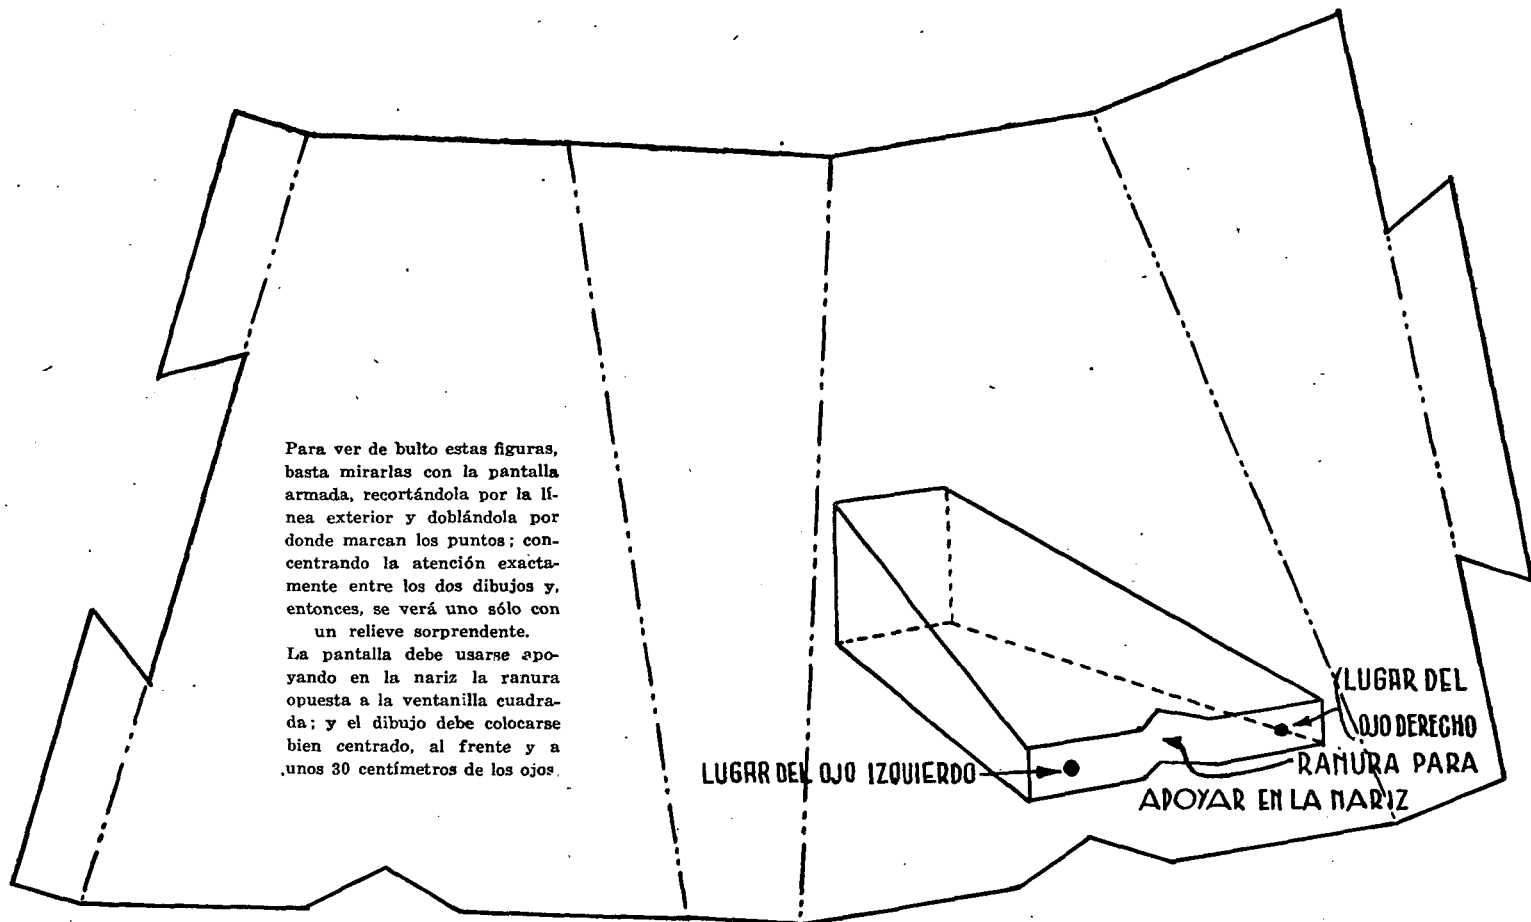 Para ver de bulto estas figuras,
basta mirarlas con la pantalla
armada, recortándola por la lí-
nea exterior y doblándola por
donde marcan los puntos; con-
centrando la atención exacta-
mente entre los dos dibujos y,
entonces, se verá uno sólo con
un relieve sorprendente.
La pantalla debe usarse apo-
yando en la nariz la ranura
opuesta a la ventanilla cuadra-
da; y el dibujo debe colocarse
bien centrado, al frente y a
unos 30 centímetros de los ojos.
LUGAR DEL OJO IZQUIERDO
LUGAR DEL
OJO DERECHO
RANURA PARA
APOYAR EN LA NARIZ